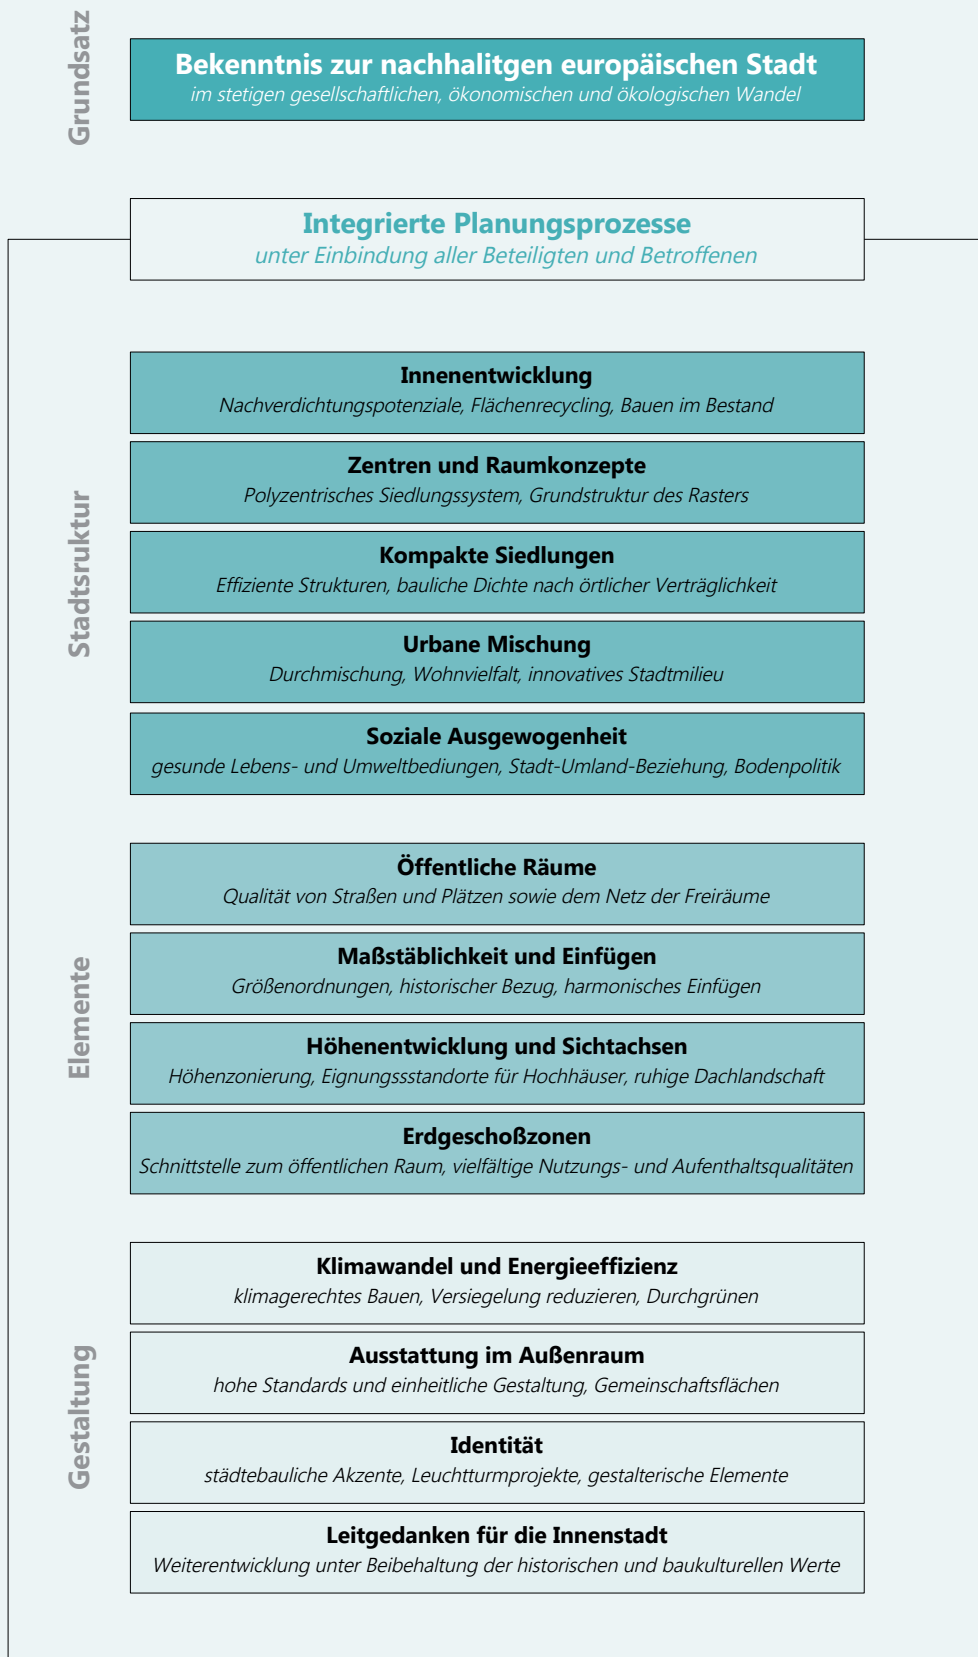 Grundsatz
Bekenntnis zur nachhalitgen europäischen Stadt
im stetigen gesellschaftlichen, ökonomischen und ökologischen Wandel
Integrierte Planungsprozesse
unter Einbindung aller Beteiligten und Betroffenen
Stadtsruktur
Innenentwicklung
Nachverdichtungspotenziale, Flächenrecycling, Bauen im Bestand
Zentren und Raumkonzepte
Polyzentrisches Siedlungssystem, Grundstruktur des Rasters
Kompakte Siedlungen
Effiziente Strukturen, bauliche Dichte nach örtlicher Verträglichkeit
Urbane Mischung
Durchmischung, Wohnvielfalt, innovatives Stadtmilieu
Soziale Ausgewogenheit
gesunde Lebens- und Umweltbediungen, Stadt-Umland-Beziehung, Bodenpolitik
Elemente
Öffentliche Räume
Qualität von Straßen und Plätzen sowie dem Netz der Freiräume
Maßstäblichkeit und Einfügen
Größenordnungen, historischer Bezug, harmonisches Einfügen
Höhenentwicklung und Sichtachsen
Höhenzonierung, Eignungssstandorte für Hochhäuser, ruhige Dachlandschaft
Erdgeschoßzonen
Schnittstelle zum öffentlichen Raum, vielfältige Nutzungs- und Aufenthaltsqualitäten
Gestaltung
Klimawandel und Energieeffizienz
klimagerechtes Bauen, Versiegelung reduzieren, Durchgrünen
Ausstattung im Außenraum
hohe Standards und einheitliche Gestaltung, Gemeinschaftsflächen
Identität
städtebauliche Akzente, Leuchtturmprojekte, gestalterische Elemente
Leitgedanken für die Innenstadt
Weiterentwicklung unter Beibehaltung der historischen und baukulturellen Werte